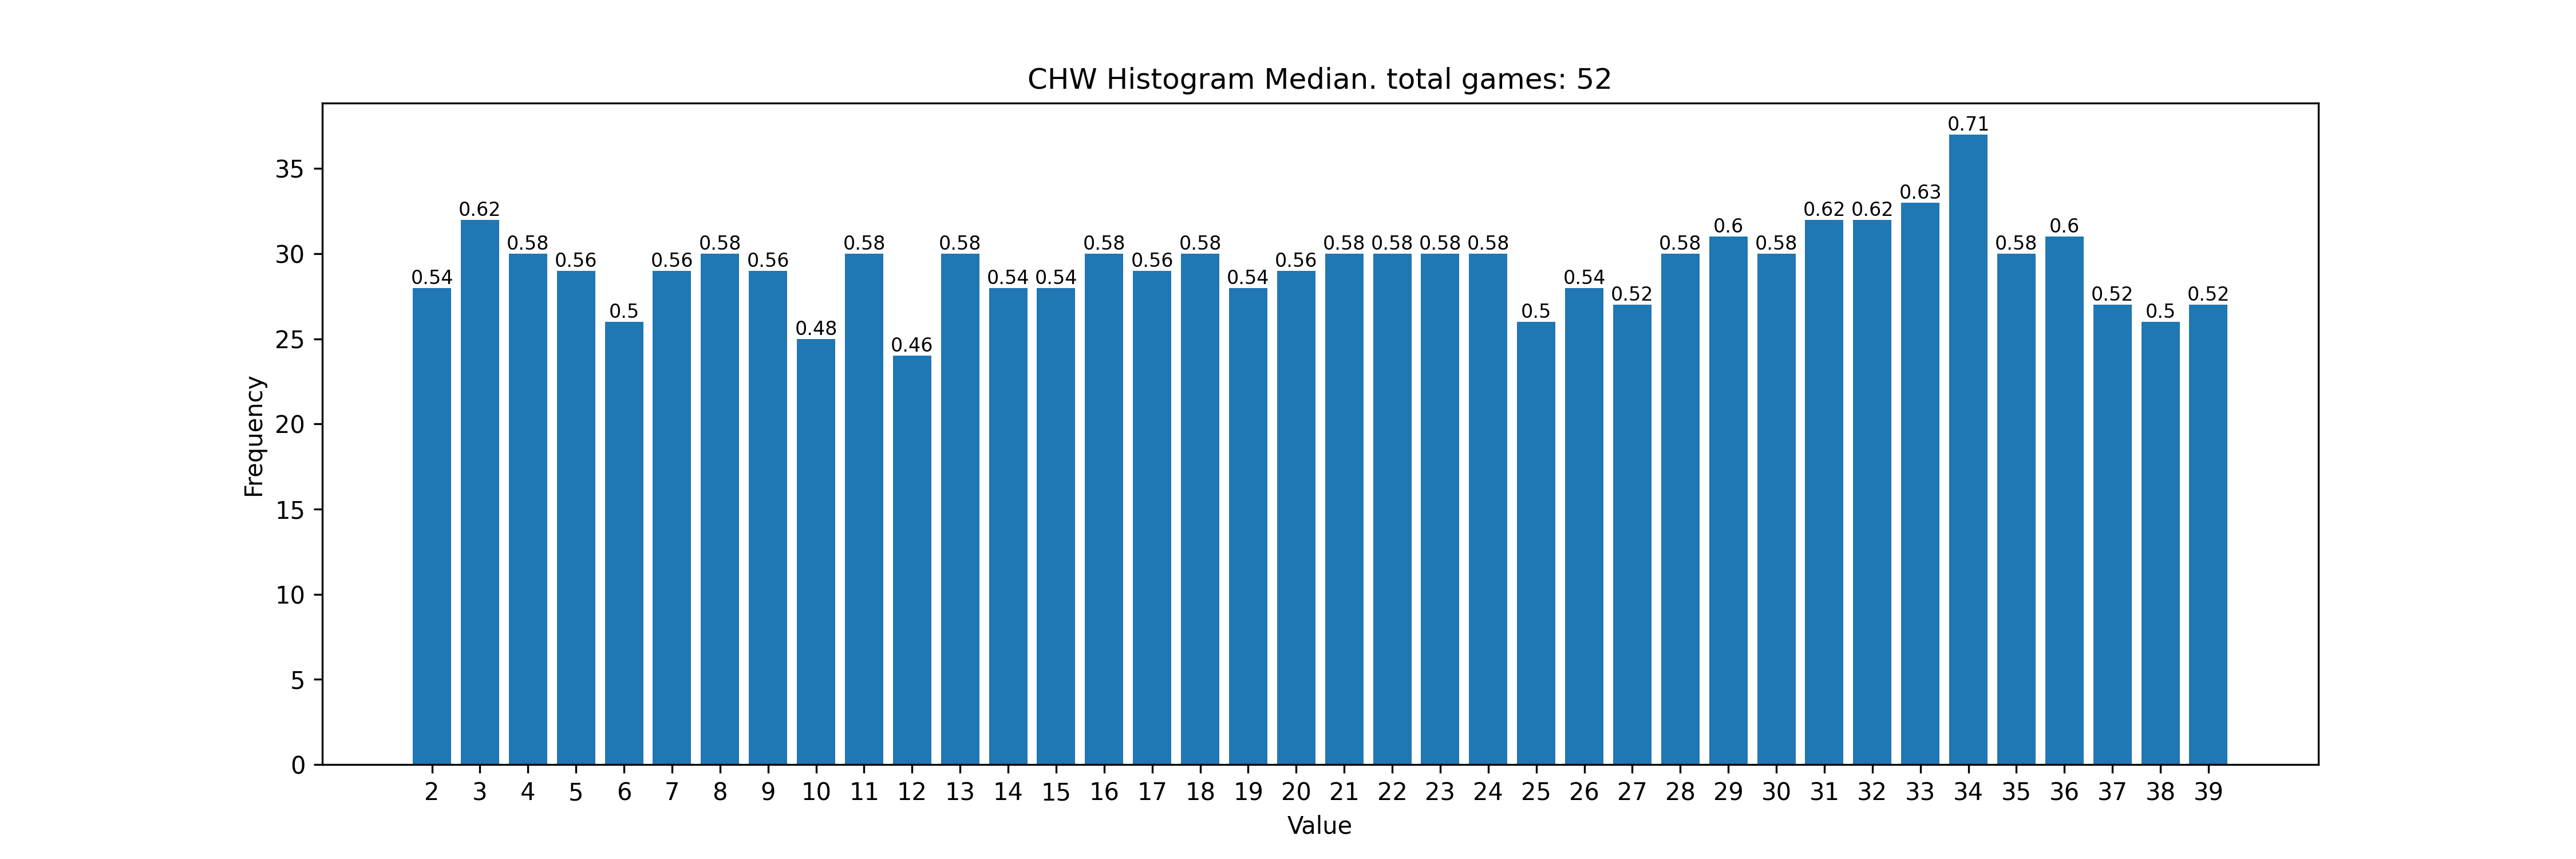 CHW Histogram Median. total games: 52
0.54 0.62 0.58 0.56 0.5 0.56 0.58 0.56 0.48 0.58 0.46 0.58 0.54 0.54 0.58 0.56 0.58 0.54 0.56 0.58 0.58 0.58 0.58 0.5 0.54 0.52 0.58 0.6 0.58 0.62 0.62 0.63 0.71 0.58 0.6 0.52 0.5 0.52
Frequency
35
30
25
20
15
10
5
0
2 3 4 5 6 7 8 9 10 11 12 13 14 15 16 17 18 19 20 21 22 23 24 25 26 27 28 29 30 31 32 33 34 35 36 37 38 39
Value